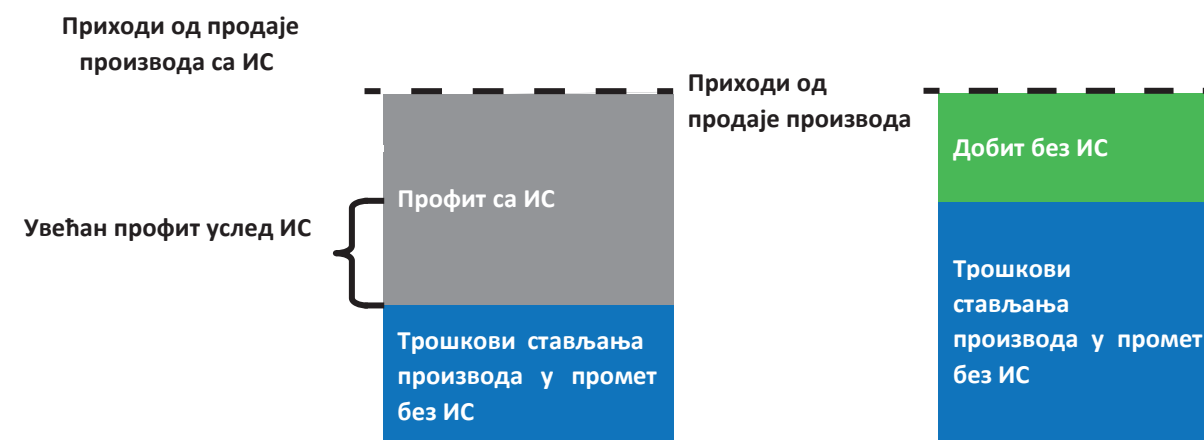 Приходи од продаје
производа са ИС
Приходи од
продаје производа
Добит без ИС
Профит са ИС
Увећан профит услед ИС
Трошкови
стављања
производа у промет
без ИС
Трошкови стављања
производа у промет
без ИС